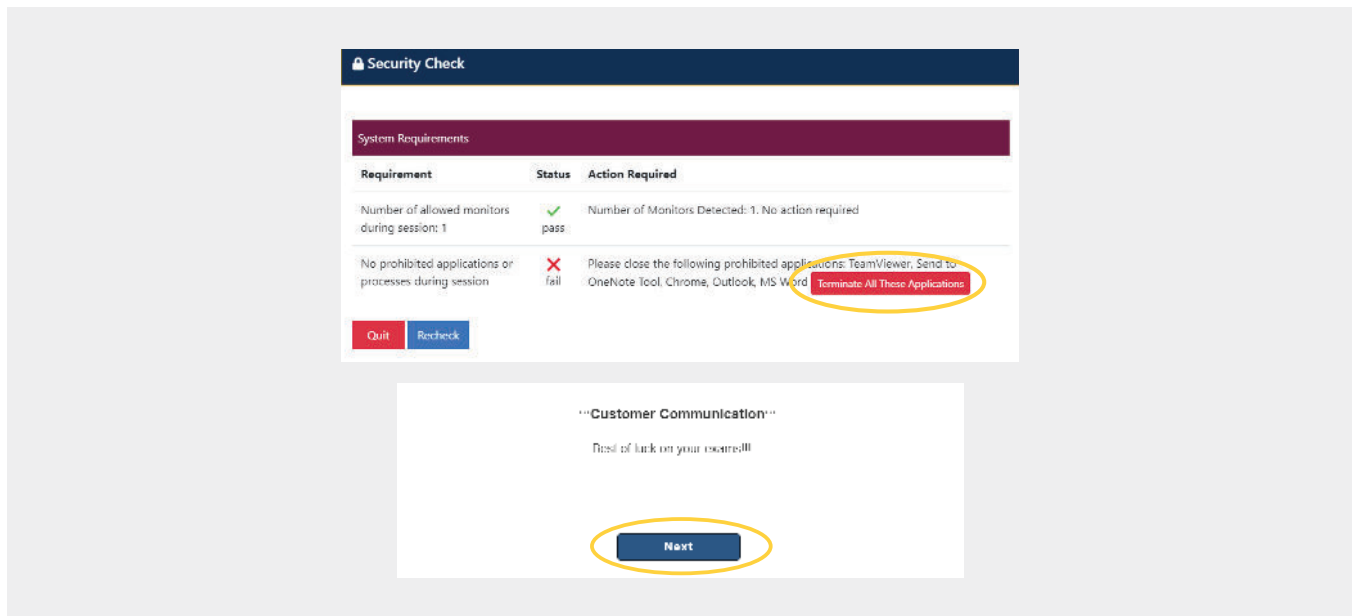 Security Check
System Requirements
Requirement Status Action Required
Number of allowed monitors
during session: 1
pass
Number of Monitors Detected: 1. No action required
No prohibited applications or
processes during session
fail
Please close the following prohibited applications: TeamViewer, Send to
OneNote Tool, Chrome, Outlook, MS Word Terminate All These Applications
Quit Recheck
***Customer Communication***
Best of luck on your exams!!!
Next